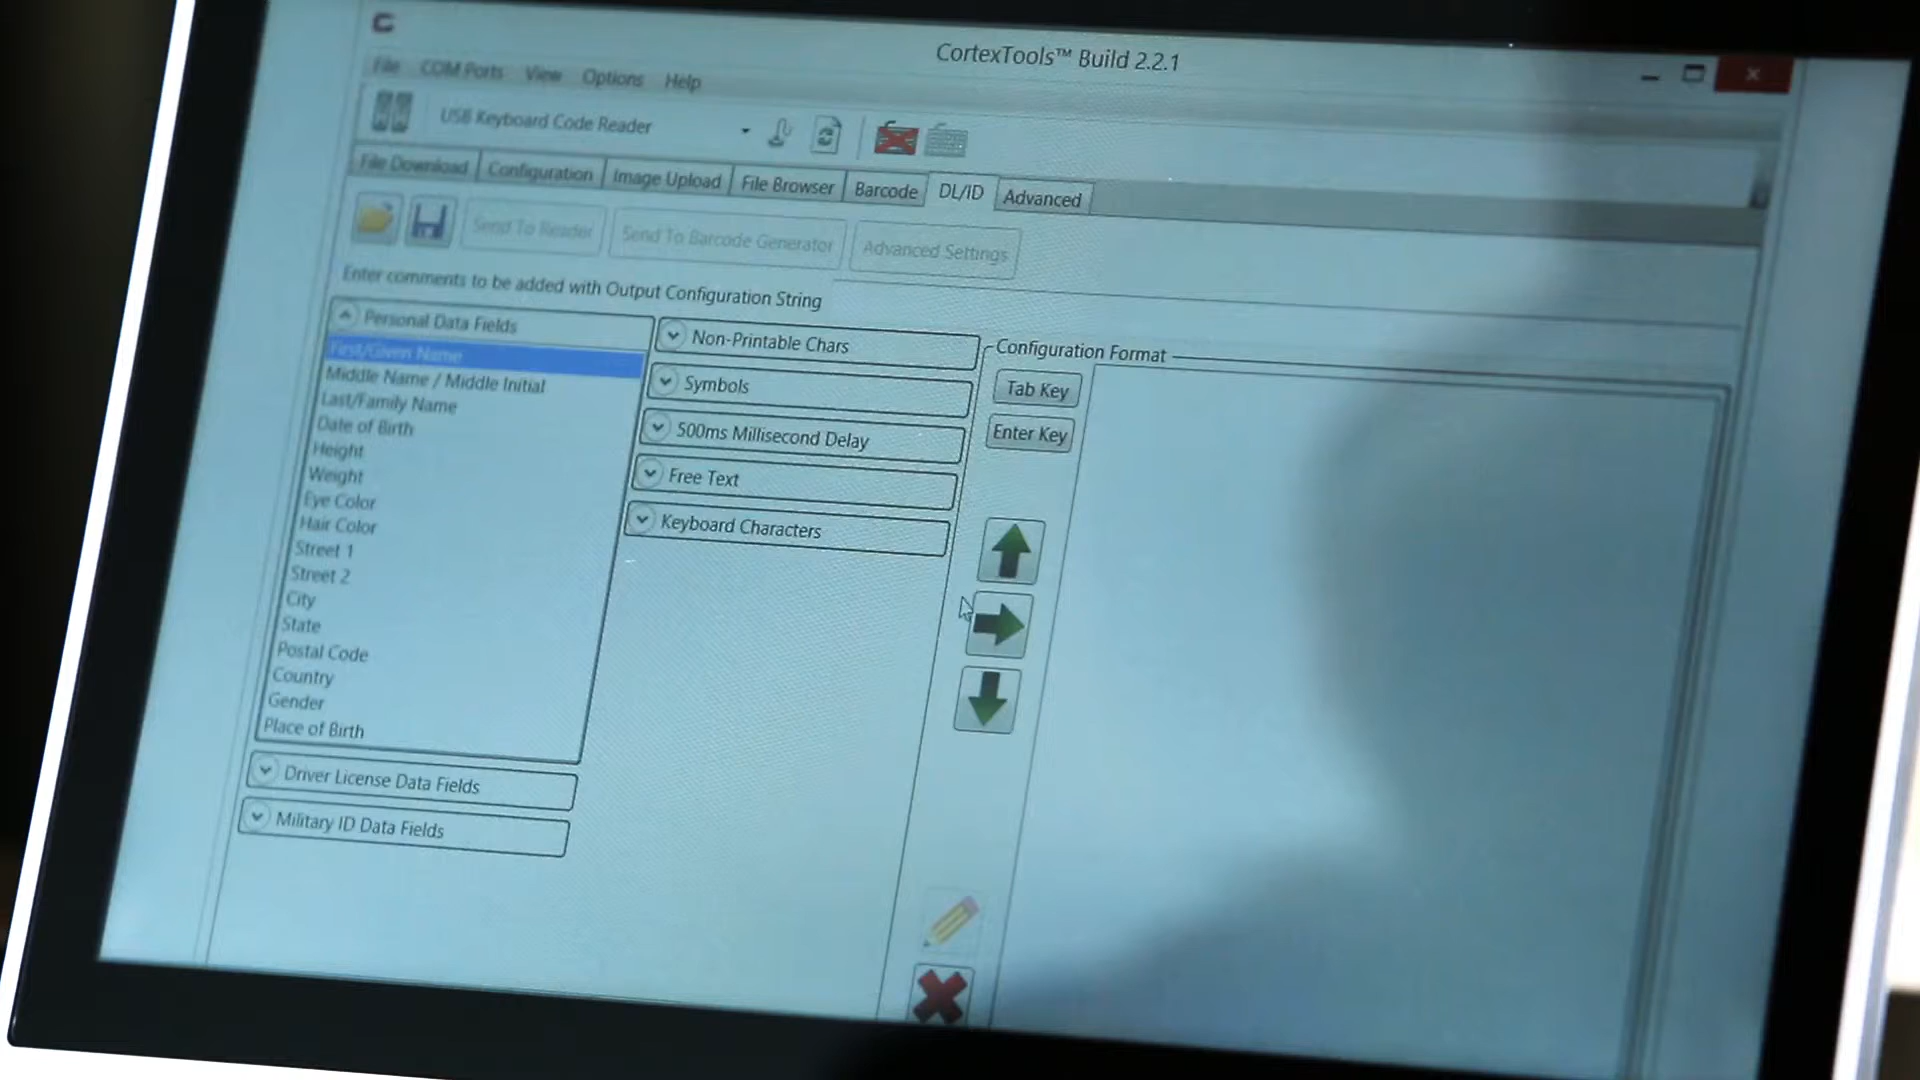 CortexTools™ Build 2.2.1
File COM Ports View Options Help
USB Keyboard Code Reader
File Download Configuration Image Upload File Browser Barcode DL/ID Advanced
Send To Reader Send To Barcode Generator Advanced Settings
Enter comments to be added with Output Configuration String
Personal Data Fields
First/Given Name
Middle Name / Middle Initial
Last/Family Name
Date of Birth
Height
Weight
Eye Color
Hair Color
Street 1
Street 2
City
State
Postal Code
Country
Gender
Place of Birth
Driver License Data Fields
Military ID Data Fields
Non-Printable Chars
Symbols
500ms Millisecond Delay
Free Text
Keyboard Characters
Configuration Format
Tab Key
Enter Key